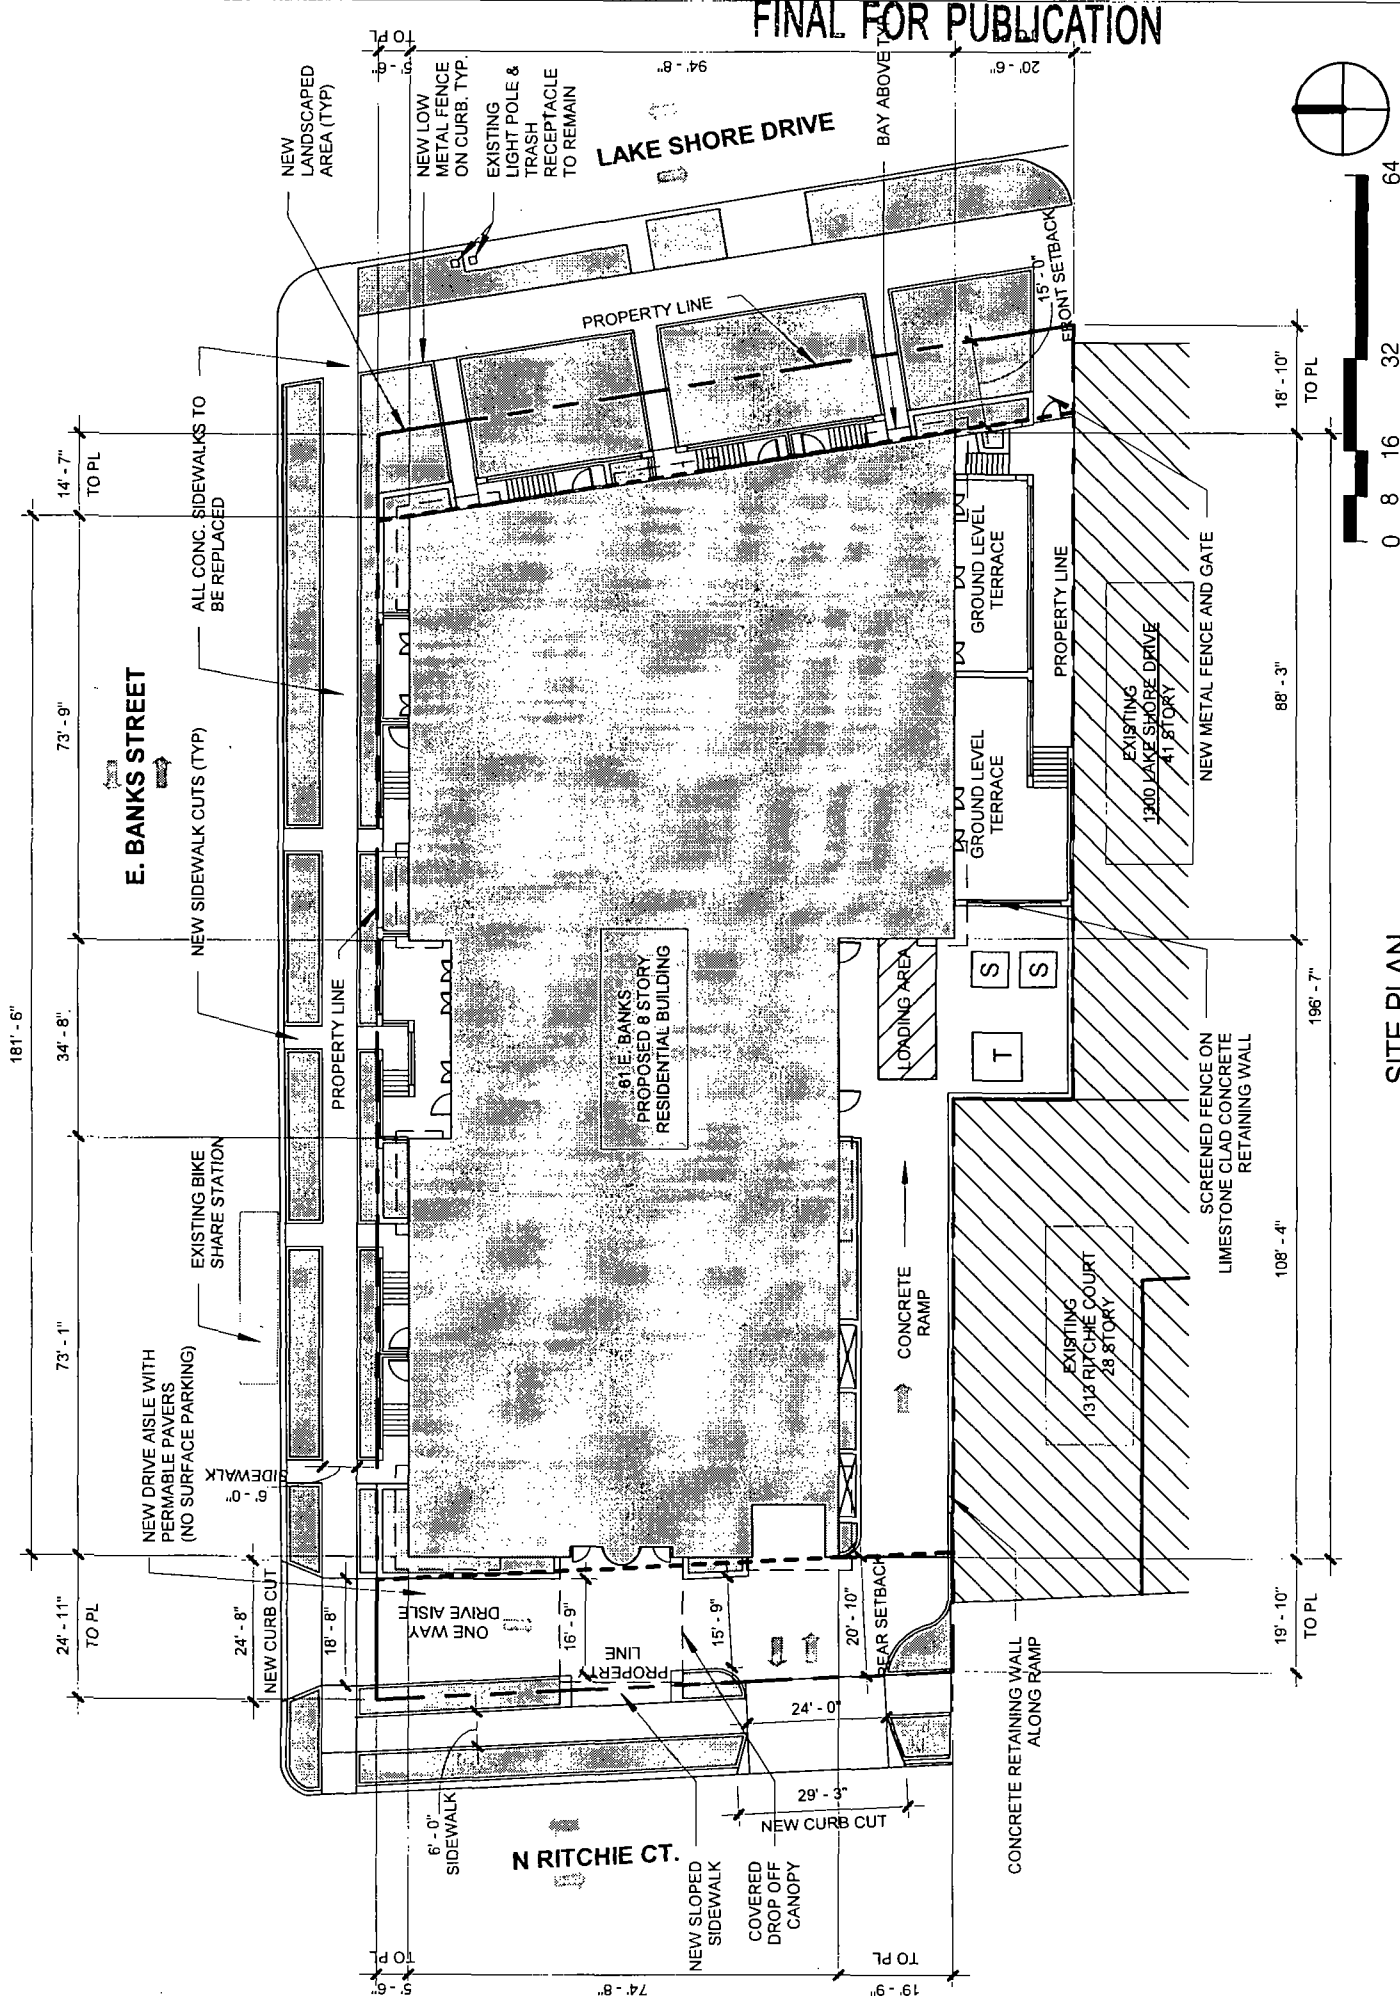 FINAL FOR PUBLICATION
181' - 6"
14' - 7"
TO PL
73' - 9"
34' - 8"
73' - 1"
24' - 11"
TO PL
E. BANKS STREET
NEW
LANDSCAPED
AREA (TYP)
NEW LOW
METAL FENCE
ON CURB. TYP.
EXISTING
LIGHT POLE &
TRASH
RECEPTACLE
TO REMAIN
LAKE SHORE DRIVE
BAY ABOVE TYP
TO PL
5' - 6"
94' - 8"
20' - 6"
ALL CONC. SIDEWALKS TO
BE REPLACED
NEW SIDEWALK CUTS (TYP)
EXISTING BIKE
SHARE STATION
NEW DRIVE AISLE WITH
PERMABLE PAVERS
(NO SURFACE PARKING)
6' - 0"
SIDEWALK
24' - 8"
NEW CURB CUT
18' - 8"
PROPERTY LINE
PROPERTY LINE
15' - 0"
FRONT SETBACK
61 E. BANKS
PROPOSED 8 STORY
RESIDENTIAL BUILDING
GROUND LEVEL
TERRACE
GROUND LEVEL
TERRACE
PROPERTY LINE
LOADING AREA
S
S
T
CONCRETE
RAMP
ONE WAY
DRIVE AISLE
16' - 9"
15' - 9"
PROPERTY
LINE
20' - 10"
REAR SETBACK
24' - 0"
29' - 3"
NEW CURB CUT
6' - 0"
SIDEWALK
N RITCHIE CT.
NEW SLOPED
SIDEWALK
COVERED
DROP OFF
CANOPY
CONCRETE RETAINING WALL
ALONG RAMP
EXISTING
1300 LAKE SHORE DRIVE
41 STORY
EXISTING
1313 RITCHIE COURT
28 STORY
NEW METAL FENCE AND GATE
SCREENED FENCE ON
LIMESTONE CLAD CONCRETE
RETAINING WALL
18' - 10"
TO PL
88' - 3"
108' - 4"
19' - 10"
TO PL
196' - 7"
TO PL
5' - 6"
74' - 8"
TO PL
19' - 9"
0 8 16 32 64
SITE PLAN